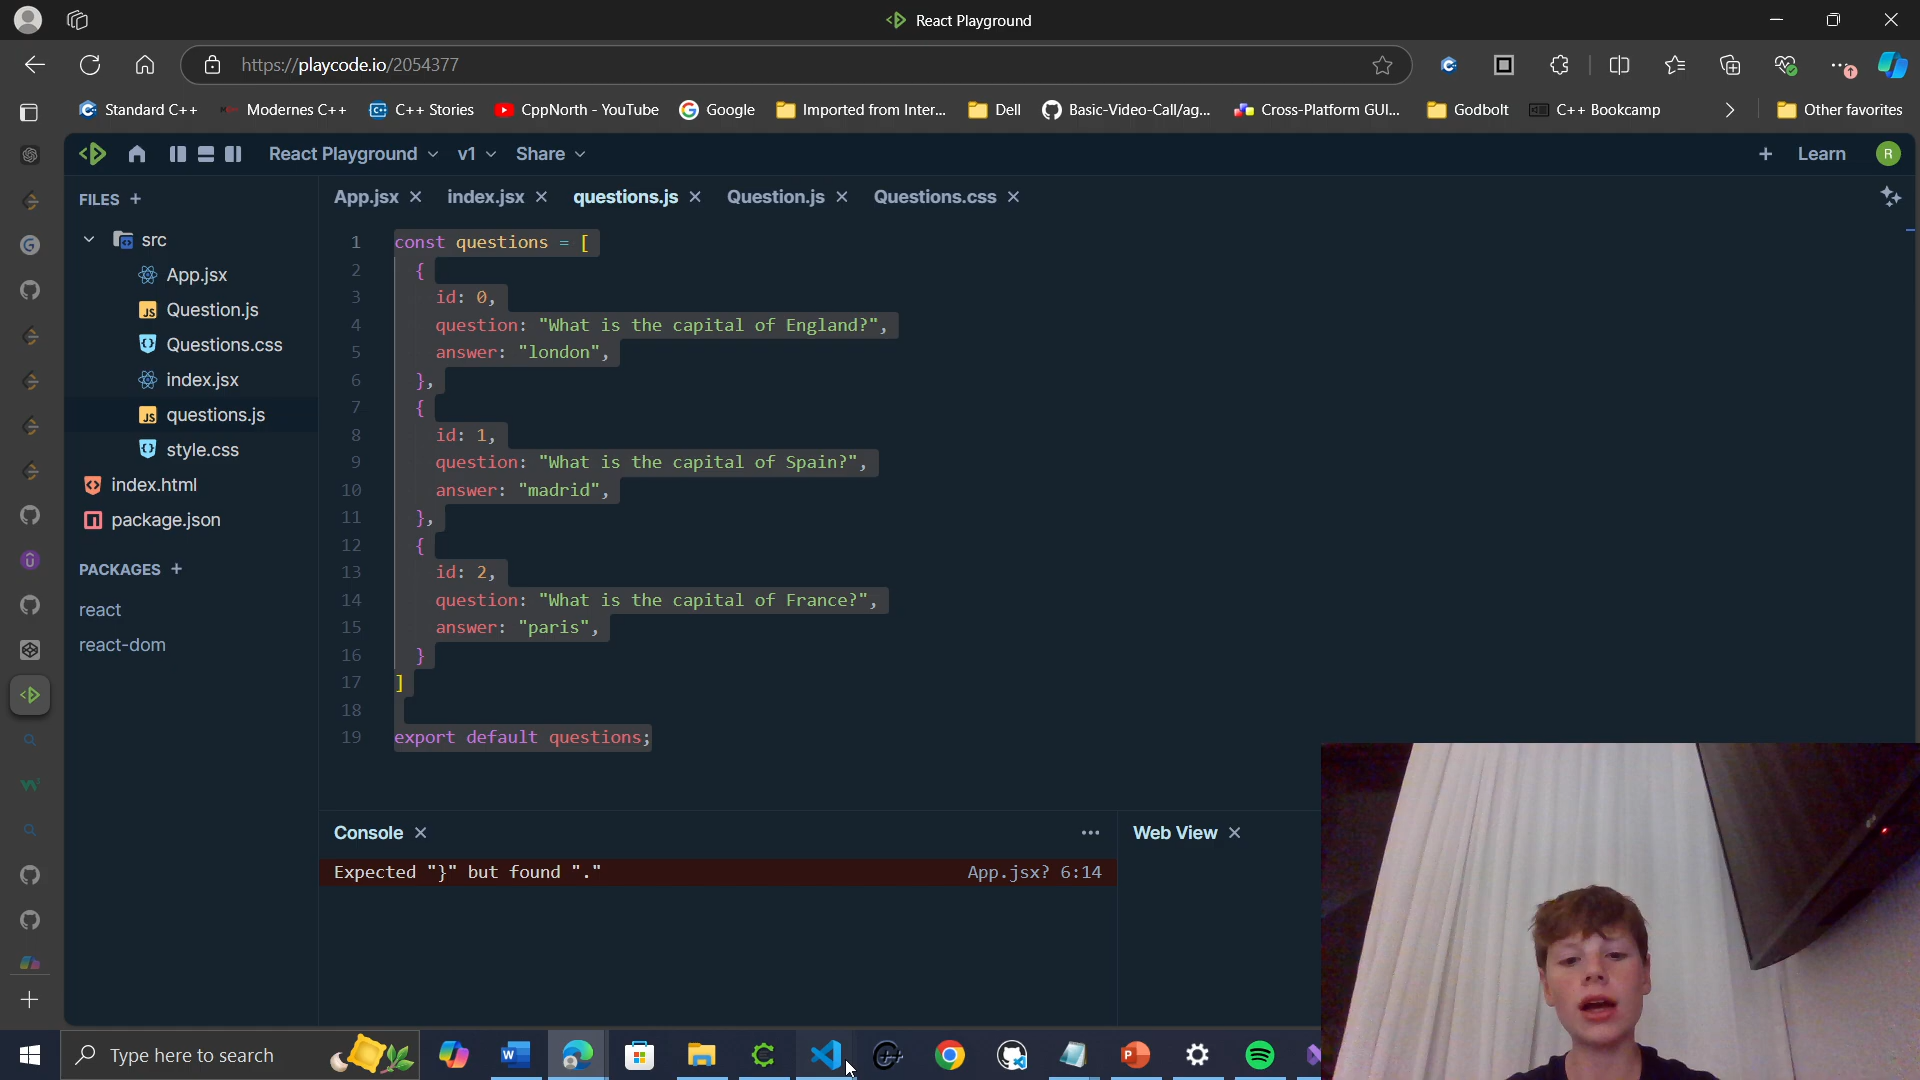 React Playground
https://playcode.io/2054377
Standard C++
Modernes C++
C++ Stories
CppNorth - YouTube
Google
Imported from Inter...
Dell
Basic-Video-Call/ag...
Cross-Platform GUI...
Godbolt
C++ Bookcamp
Other favorites
React Playground
v1
Share
Learn
R
FILES +
App.jsx
index.jsx
questions.js
Question.js
Questions.css
src
App.jsx
Question.js
Questions.css
index.jsx
questions.js
style.css
index.html
package.json
PACKAGES +
react
react-dom
1 const questions = [
2 {
3 id: 0,
4 question: "What is the capital of England?",
5 answer: "london",
6 },
7 {
8 id: 1,
9 question: "What is the capital of Spain?",
10 answer: "madrid",
11 },
12 {
13 id: 2,
14 question: "What is the capital of France?",
15 answer: "paris",
16 }
17 ]
18
19 export default questions;
Console
Web View
Expected "}" but found "." App.jsx? 6:14
Type here to search